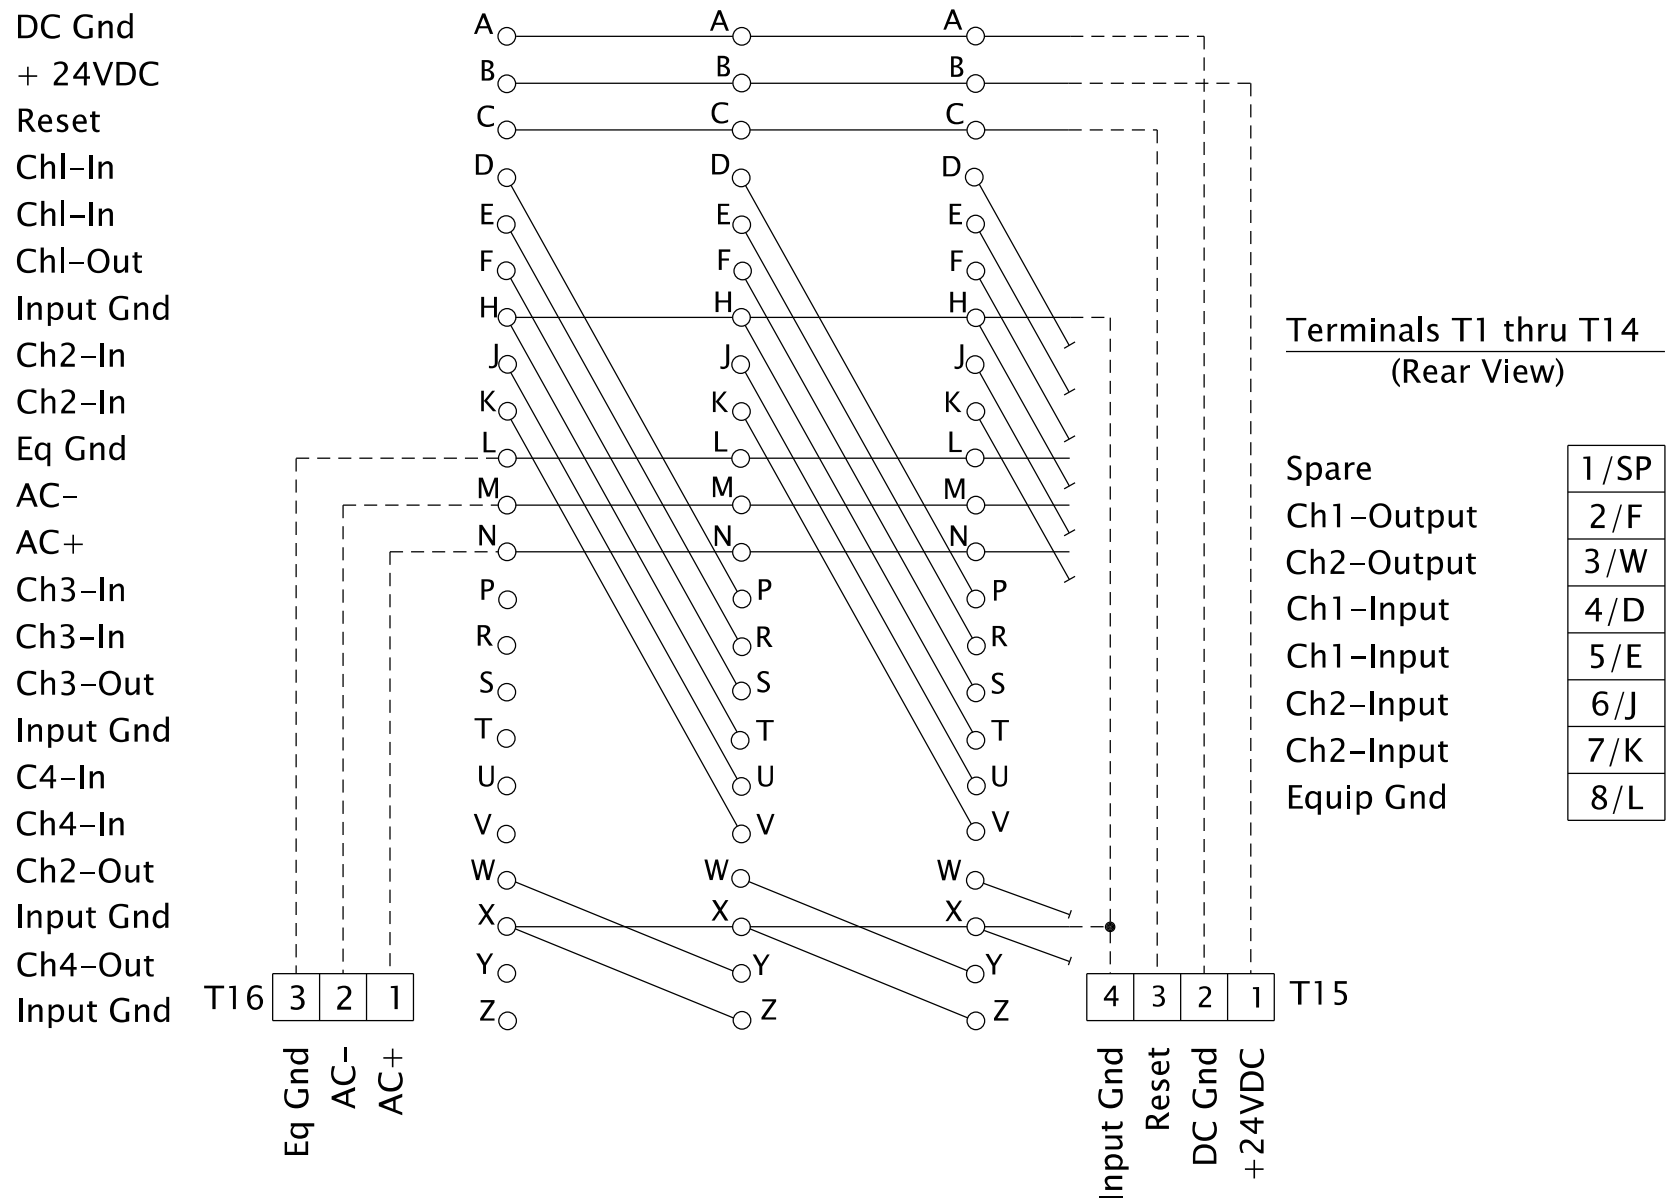 DC Gnd A A A
+ 24VDC B B B
Reset C C C
Chl-In D D D
Chl-In E E E
Chl-Out F F F
Input Gnd H H H
Ch2-In J J J
Ch2-In K K K
Eq Gnd L L L
AC- M M M
AC+ N N N
Ch3-In P P P
Ch3-In R R R
Ch3-Out S S S
Input Gnd T T T
C4-In U U U
Ch4-In V V V
Ch2-Out W W W
Input Gnd X X X
Ch4-Out Y Y Y
Input Gnd Z Z Z
T16 3 2 1
Eq Gnd
AC-
AC+
4 3 2 1 T15
Input Gnd
Reset
DC Gnd
+24VDC
Terminals T1 thru T14
(Rear View)
Spare 1/SP
Ch1-Output 2/F
Ch2-Output 3/W
Ch1-Input 4/D
Ch1-Input 5/E
Ch2-Input 6/J
Ch2-Input 7/K
Equip Gnd 8/L